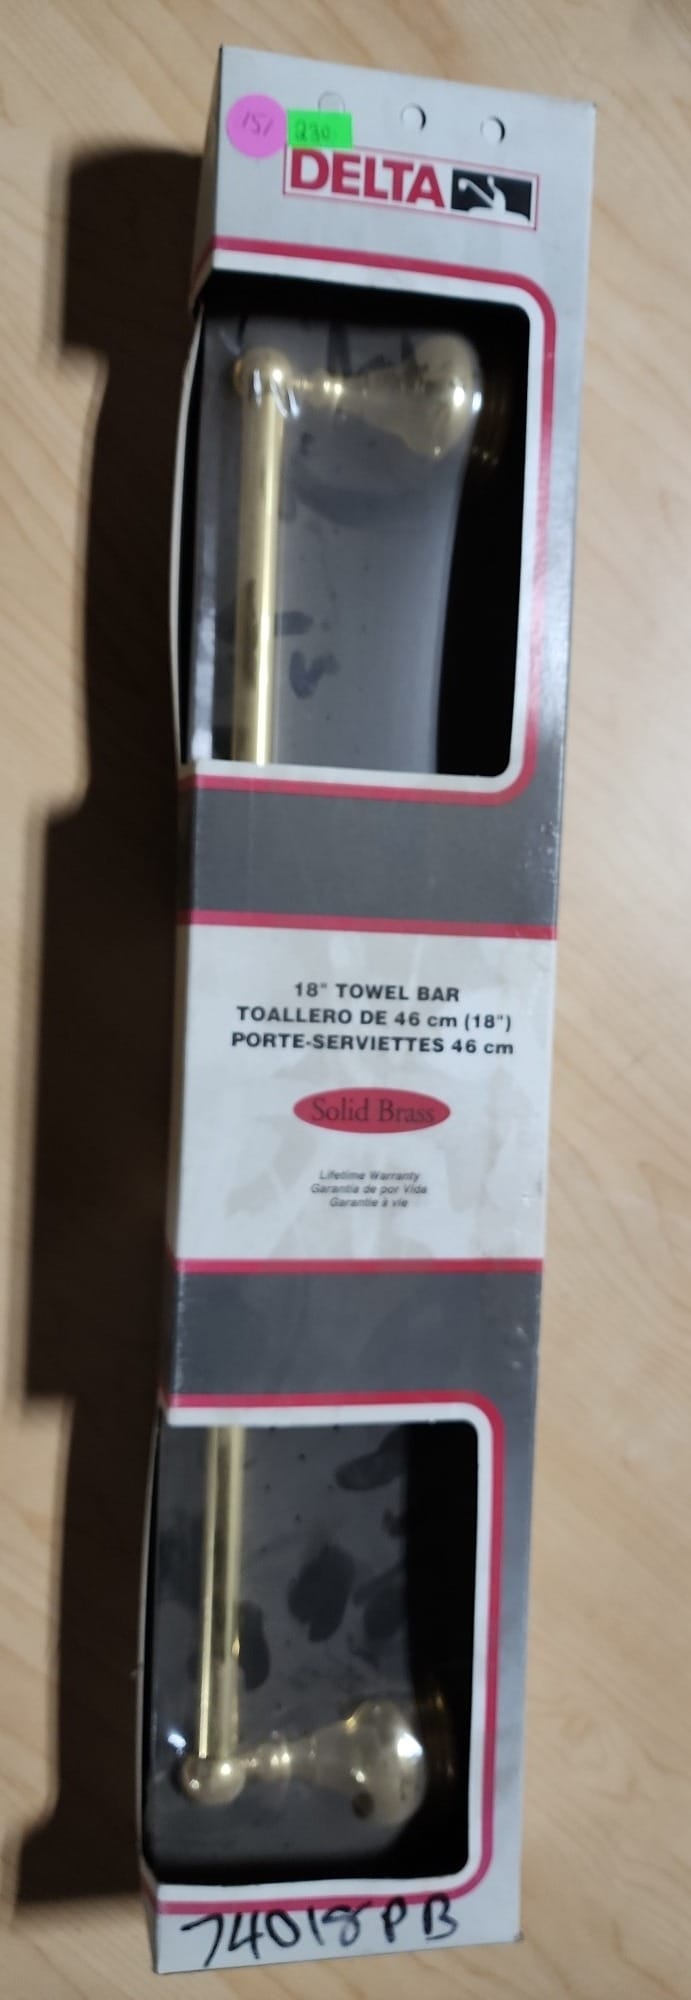 151
230
DELTA
18" TOWEL BAR
TOALLERO DE 46 cm (18")
PORTE-SERVIETTES 46 cm
Solid Brass
Lifetime Warranty
Garantía de por Vida
Garantie à vie
74018PB